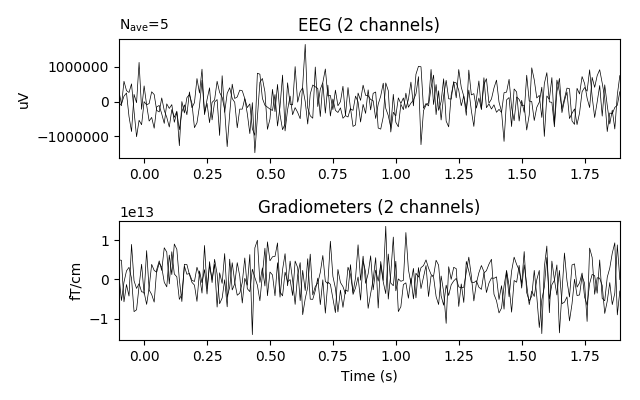 N_ave=5
EEG (2 channels)
uV
1000000
0
−1000000
0.00 0.25 0.50 0.75 1.00 1.25 1.50 1.75
1e13
Gradiometers (2 channels)
fT/cm
1
0
−1
0.00 0.25 0.50 0.75 1.00 1.25 1.50 1.75
Time (s)